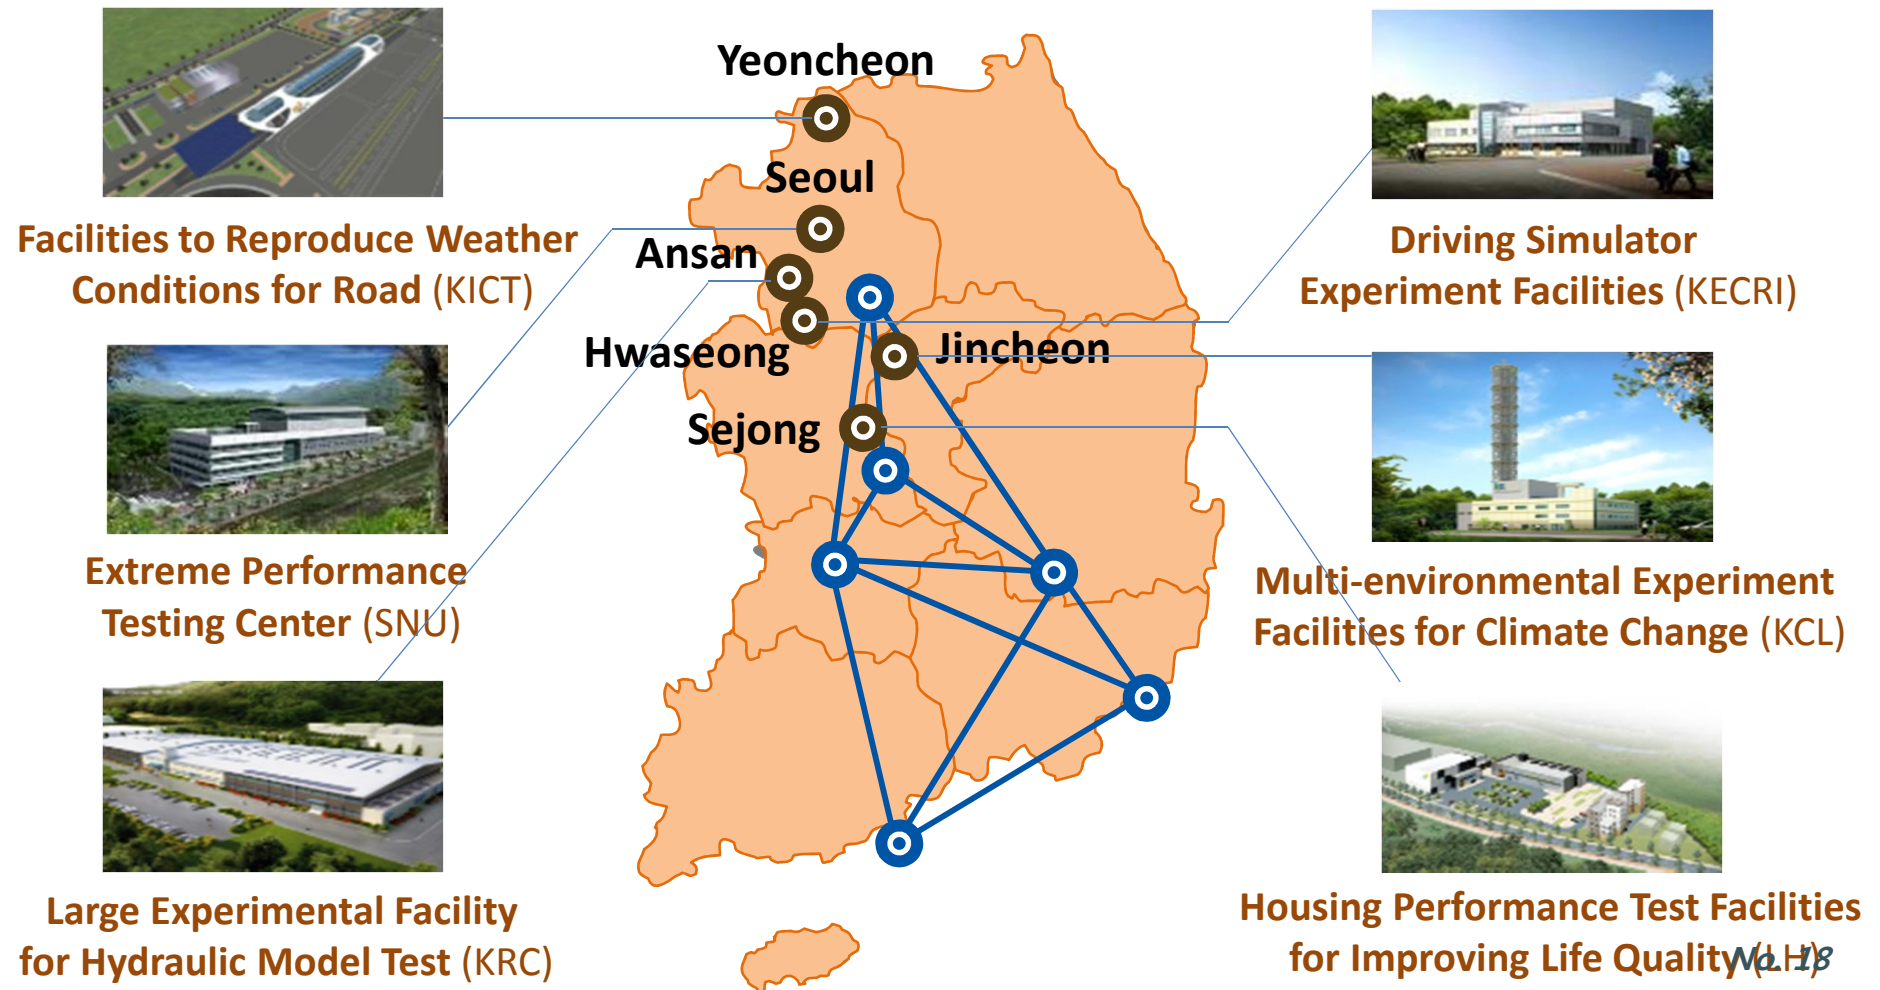 Yeoncheon
Seoul
Ansan
Hwaseong
Jincheon
Sejong
Facilities to Reproduce Weather
Conditions for Road (KICT)
Extreme Performance
Testing Center (SNU)
Large Experimental Facility
for Hydraulic Model Test (KRC)
Driving Simulator
Experiment Facilities (KECRI)
Multi-environmental Experiment
Facilities for Climate Change (KCL)
Housing Performance Test Facilities
for Improving Life Quality (LH)
No. 18